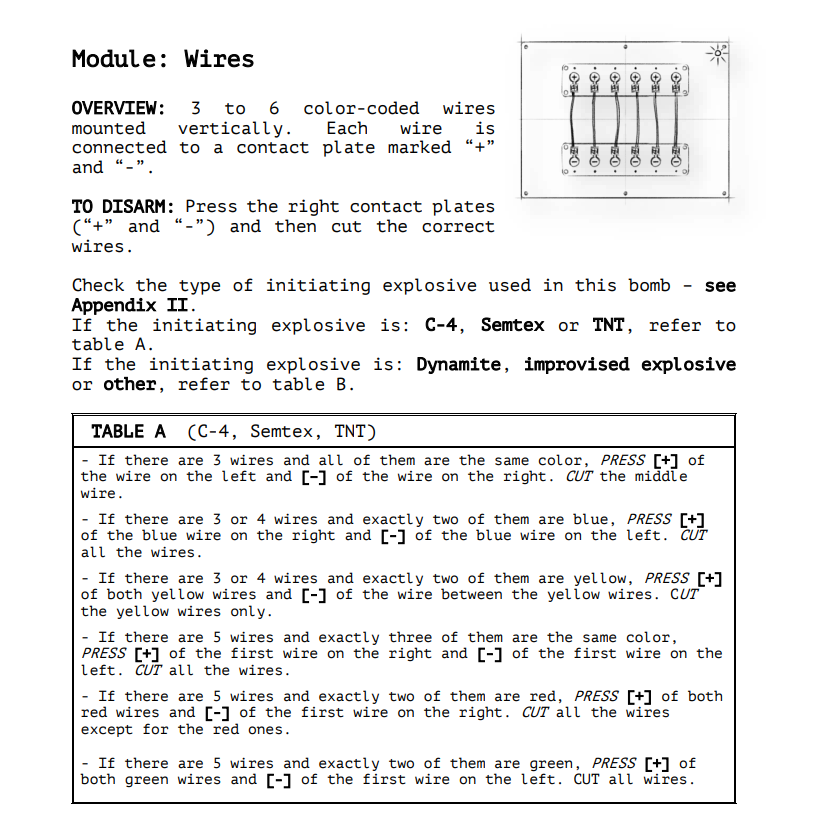 Module: Wires
OVERVIEW: 3 to 6 color-coded wires
mounted vertically. Each wire is
connected to a contact plate marked “+”
and “-”.
TO DISARM: Press the right contact plates
(“+” and “-”) and then cut the correct
wires.
Check the type of initiating explosive used in this bomb – see
Appendix II.
If the initiating explosive is: C-4, Semtex or TNT, refer to
table A.
If the initiating explosive is: Dynamite, improvised explosive
or other, refer to table B.
TABLE A (C-4, Semtex, TNT)
- If there are 3 wires and all of them are the same color, PRESS [+] of
the wire on the left and [-] of the wire on the right. CUT the middle
wire.
- If there are 3 or 4 wires and exactly two of them are blue, PRESS [+]
of the blue wire on the right and [-] of the blue wire on the left. CUT
all the wires.
- If there are 3 or 4 wires and exactly two of them are yellow, PRESS [+]
of both yellow wires and [-] of the wire between the yellow wires. CUT
the yellow wires only.
- If there are 5 wires and exactly three of them are the same color,
PRESS [+] of the first wire on the right and [-] of the first wire on the
left. CUT all the wires.
- If there are 5 wires and exactly two of them are red, PRESS [+] of both
red wires and [-] of the first wire on the right. CUT all the wires
except for the red ones.
- If there are 5 wires and exactly two of them are green, PRESS [+] of
both green wires and [-] of the first wire on the left. CUT all wires.